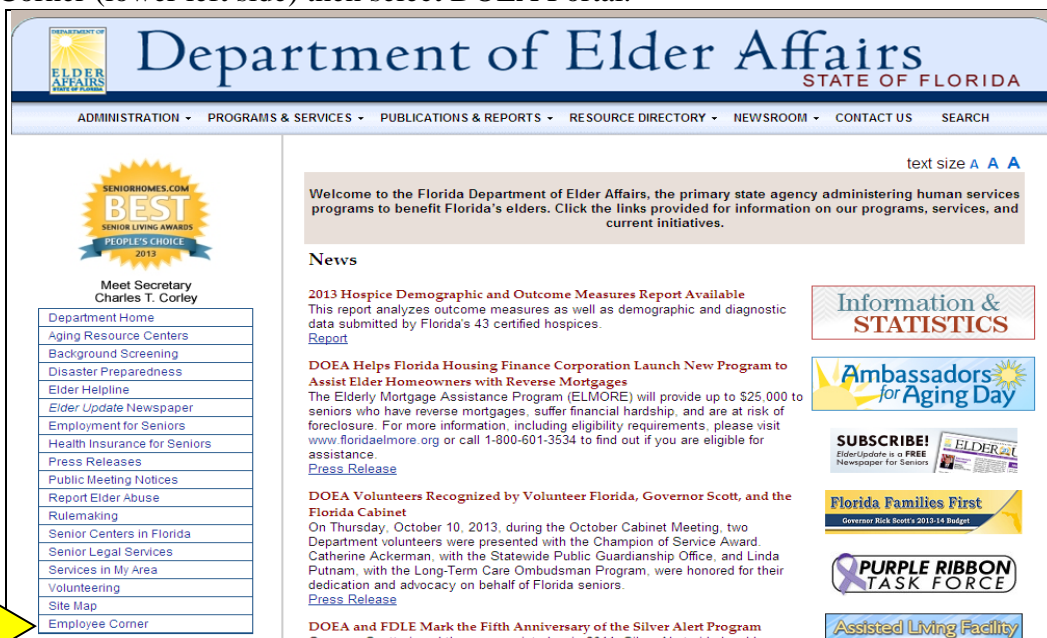 Corner (lower left side) then select DOEA Portal.
DEPARTMENT OF
ELDER
AFFAIRS
STATE OF FLORIDA
Department of Elder Affairs
STATE OF FLORIDA
ADMINISTRATION PROGRAMS & SERVICES PUBLICATIONS & REPORTS RESOURCE DIRECTORY NEWSROOM CONTACT US SEARCH
text size A A A
SENIORHOMES.COM
BEST
SENIOR LIVING AWARDS
PEOPLE'S CHOICE
2013
Meet Secretary
Charles T. Corley
Department Home
Aging Resource Centers
Background Screening
Disaster Preparedness
Elder Helpline
Elder Update Newspaper
Employment for Seniors
Health Insurance for Seniors
Press Releases
Public Meeting Notices
Report Elder Abuse
Rulemaking
Senior Centers in Florida
Senior Legal Services
Services in My Area
Volunteering
Site Map
Employee Corner
Welcome to the Florida Department of Elder Affairs, the primary state agency administering human services
programs to benefit Florida's elders. Click the links provided for information on our programs, services, and
current initiatives.
News
2013 Hospice Demographic and Outcome Measures Report Available
This report analyzes outcome measures as well as demographic and diagnostic
data submitted by Florida's 43 certified hospices.
Report
DOEA Helps Florida Housing Finance Corporation Launch New Program to
Assist Elder Homeowners with Reverse Mortgages
The Elderly Mortgage Assistance Program (ELMORE) will provide up to $25,000 to
seniors who have reverse mortgages, suffer financial hardship, and are at risk of
foreclosure. For more information, including eligibility requirements, please visit
www.floridaelmore.org or call 1-800-601-3534 to find out if you are eligible for
assistance.
Press Release
DOEA Volunteers Recognized by Volunteer Florida, Governor Scott, and the
Florida Cabinet
On Thursday, October 10, 2013, during the October Cabinet Meeting, two
Department volunteers were presented with the Champion of Service Award.
Catherine Ackerman, with the Statewide Public Guardianship Office, and Linda
Putnam, with the Long-Term Care Ombudsman Program, were honored for their
dedication and advocacy on behalf of Florida seniors.
Press Release
DOEA and FDLE Mark the Fifth Anniversary of the Silver Alert Program
Information &
STATISTICS
Ambassadors
for Aging Day
SUBSCRIBE!
ElderUpdate is a FREE
Newspaper for Seniors
ELDER U
Florida Families First
Governor Rick Scott's 2013-14 Budget
PURPLE RIBBON
TASK FORCE
Assisted Living Facility